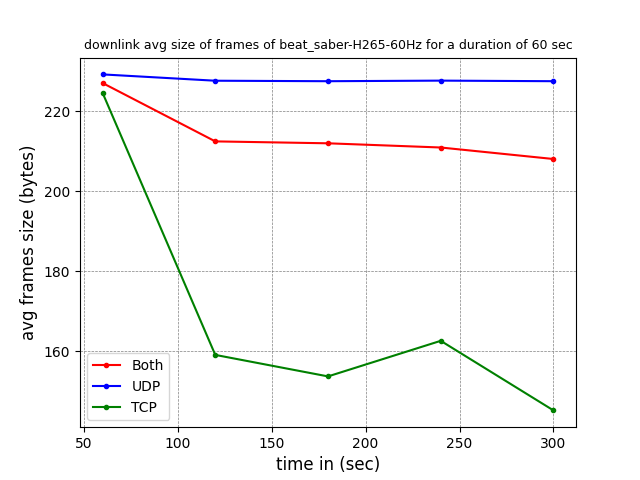 downlink avg size of frames of beat_saber-H265-60Hz for a duration of 60 sec
avg frames size (bytes)
220
200
180
160
Both
UDP
TCP
50 100 150 200 250 300
time in (sec)